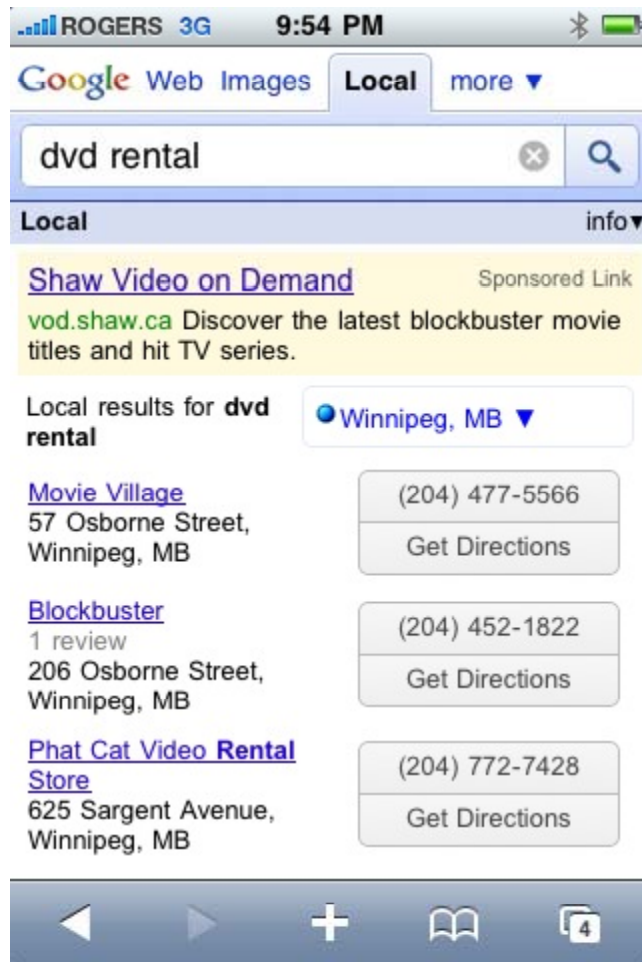 ROGERS 3G 9:54 PM
Google Web Images Local more ▼
dvd rental
Local info▼
Shaw Video on Demand Sponsored Link
vod.shaw.ca Discover the latest blockbuster movie
titles and hit TV series.
Local results for dvd
rental
Winnipeg, MB ▼
Movie Village
57 Osborne Street,
Winnipeg, MB
(204) 477-5566
Get Directions
Blockbuster
1 review
206 Osborne Street,
Winnipeg, MB
(204) 452-1822
Get Directions
Phat Cat Video Rental
Store
625 Sargent Avenue,
Winnipeg, MB
(204) 772-7428
Get Directions
4